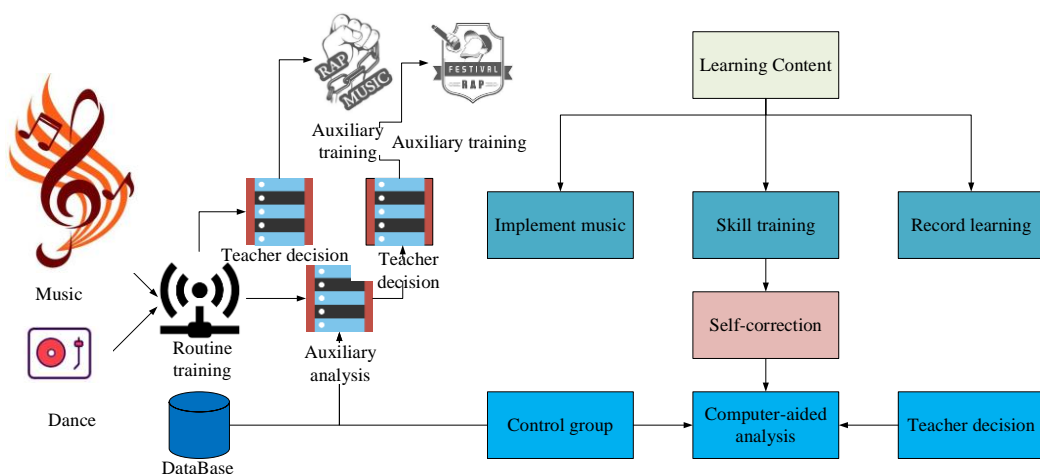 RAP
MUSIC
FESTIVAL
RAP
Auxiliary
training
Auxiliary training
Teacher decision
Teacher
decision
Music
Routine
training
Auxiliary
analysis
Dance
DataBase
Learning Content
Implement music
Skill training
Record learning
Self-correction
Control group
Computer-aided
analysis
Teacher decision